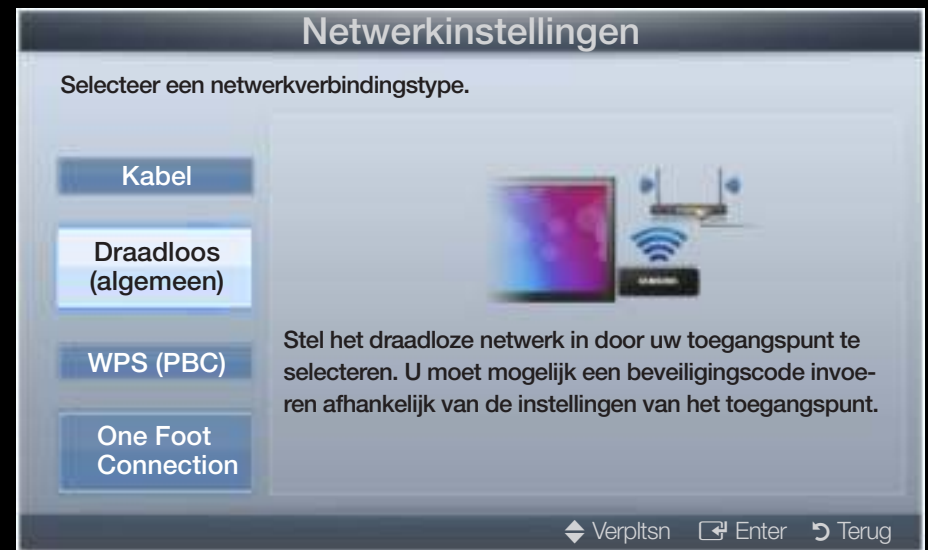 Netwerkinstellingen
Selecteer een netwerkverbindingstype.
Kabel
Draadloos
(algemeen)
WPS (PBC)
One Foot
Connection
SAMSUNG
Stel het draadloze netwerk in door uw toegangspunt te
selecteren. U moet mogelijk een beveiligingscode invoe-
ren afhankelijk van de instellingen van het toegangspunt.
Verpltsn Enter Terug